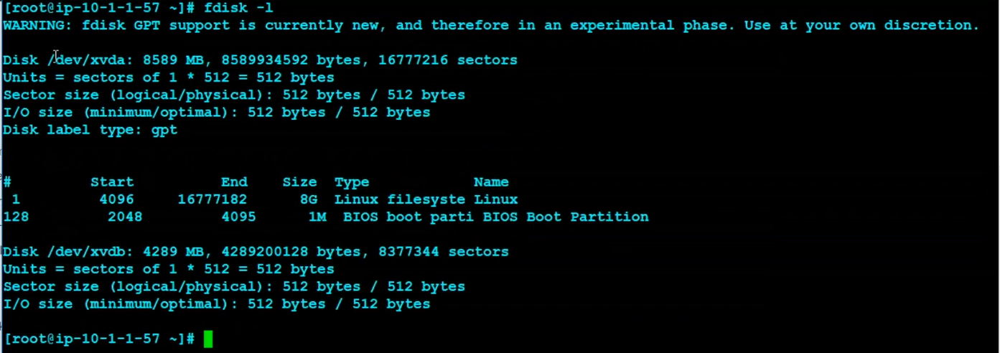 [root@ip-10-1-1-57 ~]# fdisk -l
WARNING: fdisk GPT support is currently new, and therefore in an experimental phase. Use at your own discretion.
Disk /dev/xvda: 8589 MB, 8589934592 bytes, 16777216 sectors
Units = sectors of 1 * 512 = 512 bytes
Sector size (logical/physical): 512 bytes / 512 bytes
I/O size (minimum/optimal): 512 bytes / 512 bytes
Disk label type: gpt
#         Start          End    Size  Type            Name
 1         4096     16777182      8G  Linux filesyste Linux
128         2048         4095      1M  BIOS boot parti BIOS Boot Partition
Disk /dev/xvdb: 4289 MB, 4289200128 bytes, 8377344 sectors
Units = sectors of 1 * 512 = 512 bytes
Sector size (logical/physical): 512 bytes / 512 bytes
I/O size (minimum/optimal): 512 bytes / 512 bytes
[root@ip-10-1-1-57 ~]#